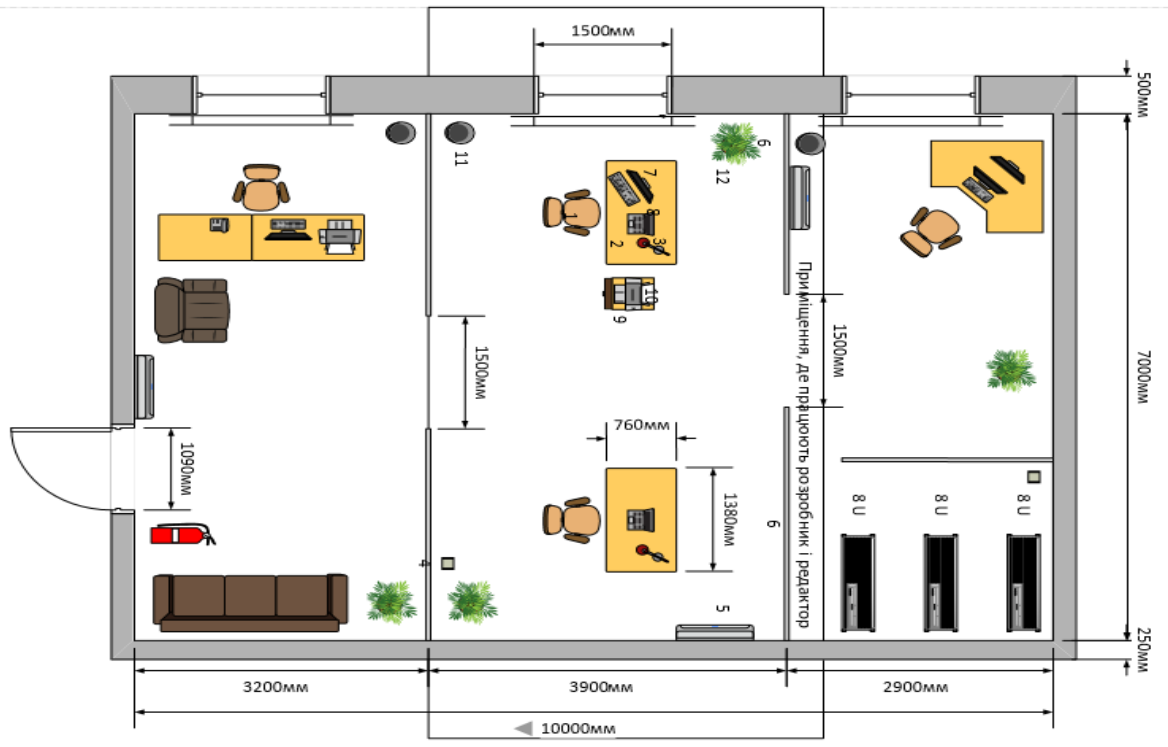 1500мм
500мм
11
6
12
7
1
8
3
2
10
9
1500мм
Приміщення, де працюють розробник і редактор
1500мм
7000мм
760мм
1090мм
1380мм
6
8 U
8 U
8 U
4
5
250мм
3200мм
3900мм
2900мм
10000мм